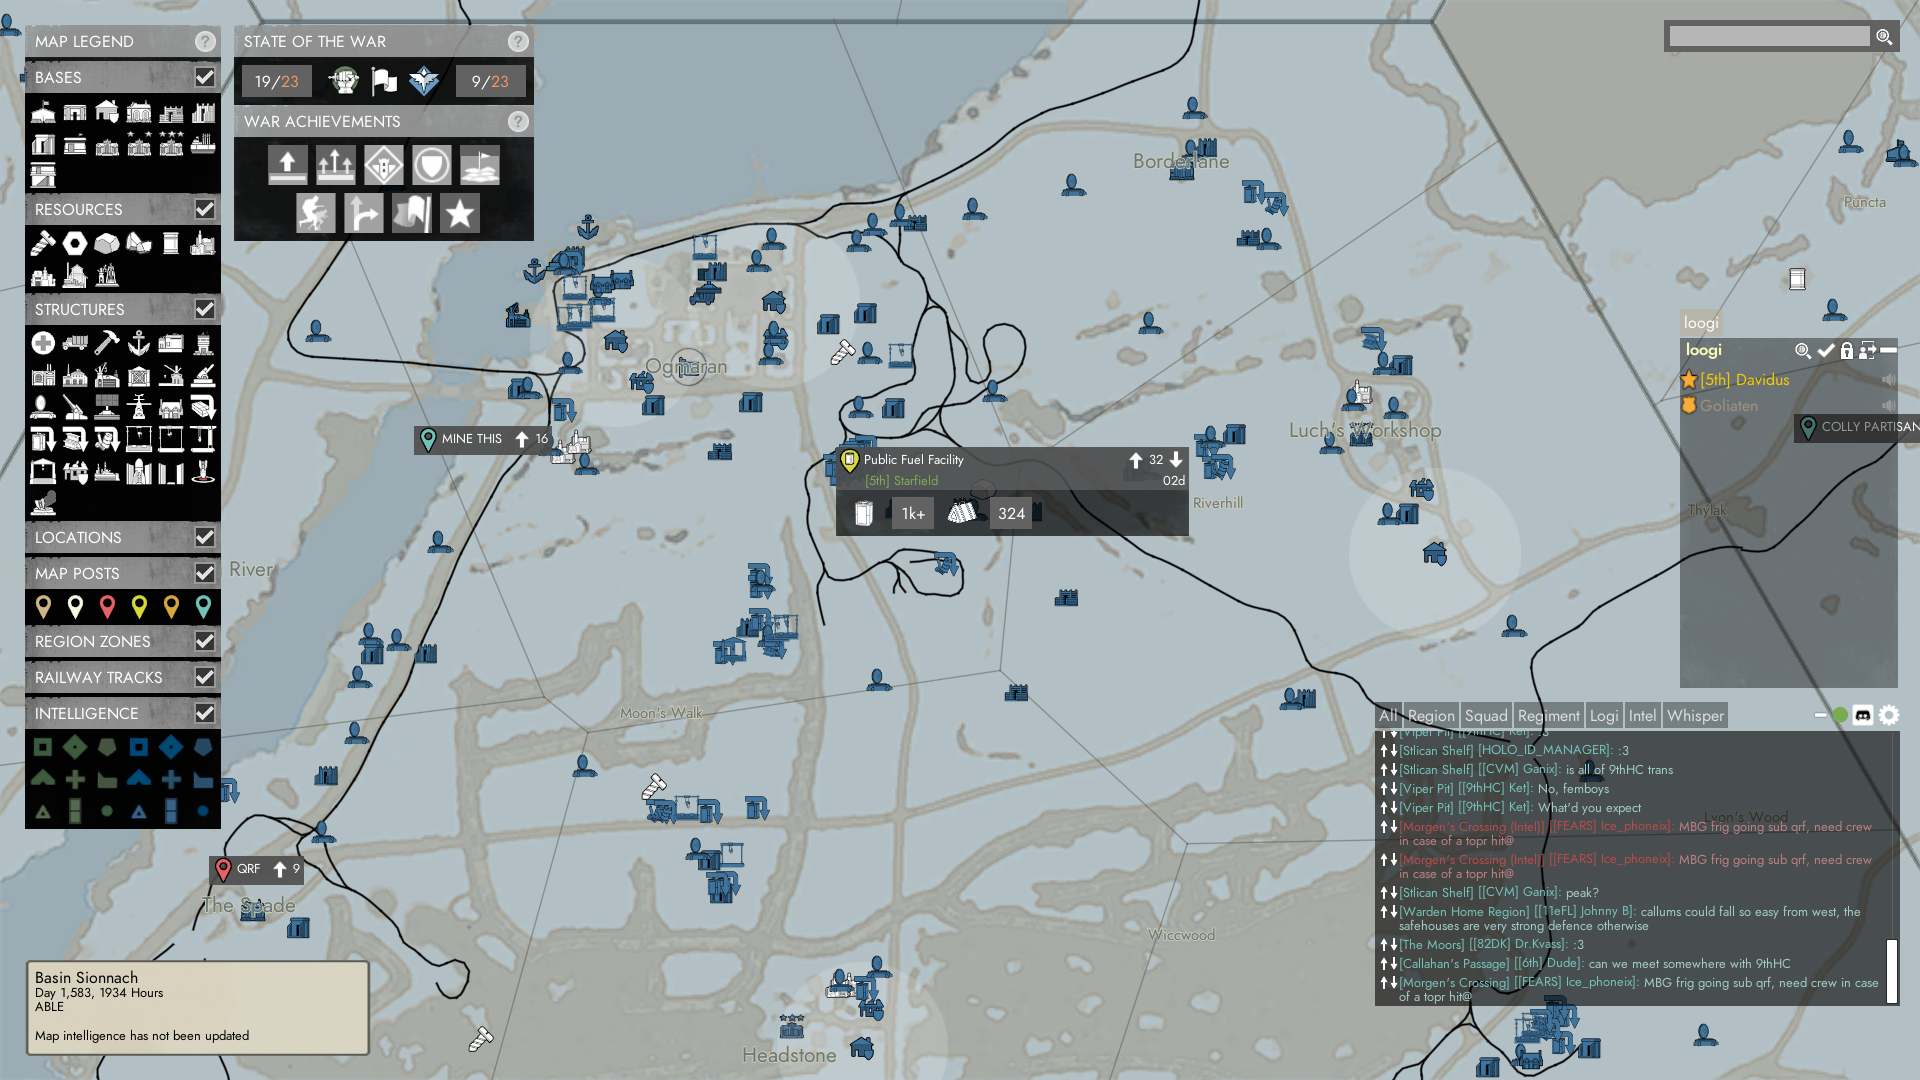 MAP LEGEND
?
BASES
RESOURCES
STRUCTURES
LOCATIONS
MAP POSTS
REGION ZONES
RAILWAY TRACKS
INTELLIGENCE
STATE OF THE WAR
?
19/23
9/23
WAR ACHIEVEMENTS
?
Borderlane
Puncta
Ogmaran
Luch's Workshop
Riverhill
Thylak
River
Moon's Walk
Lyon's Wood
Wiccwood
The Spade
Headstone
MINE THIS 16
QRF 9
COLLY PARTISAN
Public Fuel Facility 32
[5th] Starfield 02d
1k+ 324
loogi
loogi
[5th] Davidus
Goliaten
All Region Squad Regiment Logi Intel Whisper
[Viper Pit] [[9thHC] Ket]: :3
[Stlican Shelf] [HOLO_ID_MANAGER]: :3
[Stlican Shelf] [[CVM] Ganix]: is all of 9thHC trans
[Viper Pit] [[9thHC] Ket]: No, femboys
[Viper Pit] [[9thHC] Ket]: What'd you expect
[Morgen's Crossing (Intel)] [[FEARS] Ice_phoneix]: MBG frig going sub qrf, need crew
in case of a topr hit@
[Morgen's Crossing (Intel)] [[FEARS] Ice_phoneix]: MBG frig going sub qrf, need crew
in case of a topr hit@
[Stlican Shelf] [[CVM] Ganix]: peak?
[Warden Home Region] [[11eFL] Johnny B]: callums could fall so easy from west, the
safehouses are very strong defence otherwise
[The Moors] [[82DK] Dr.Kvass]: :3
[Callahan's Passage] [[6th] Dude]: can we meet somewhere with 9thHC
[Morgen's Crossing] [[FEARS] Ice_phoneix]: MBG frig going sub qrf, need crew in case
of a topr hit@
Basin Sionnach
Day 1,583, 1934 Hours
ABLE
Map intelligence has not been updated